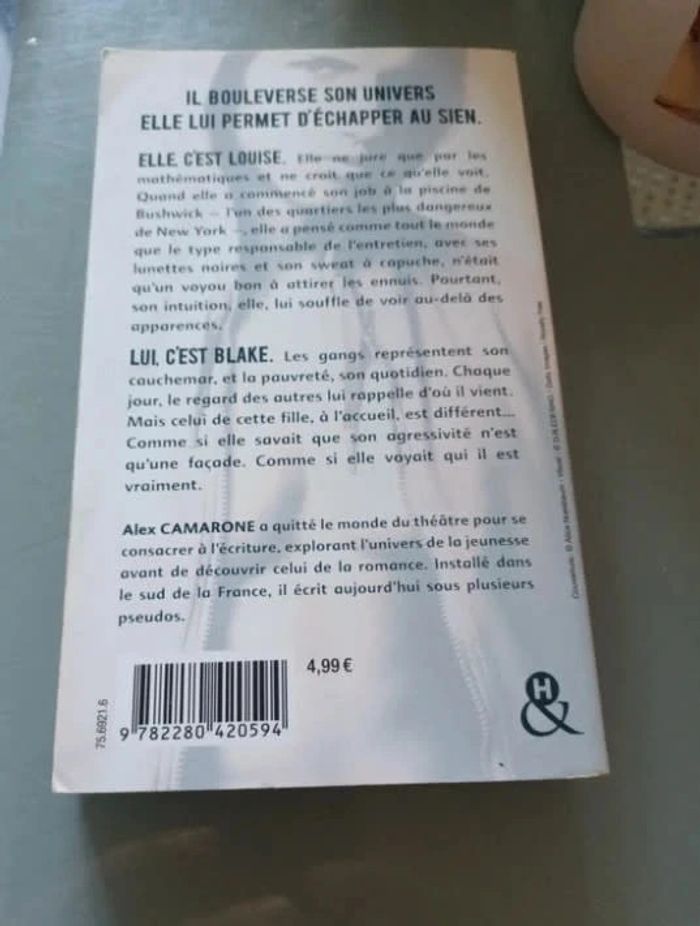 IL BOULEVERSE SON UNIVERS
ELLE LUI PERMET D'ÉCHAPPER AU SIEN.
ELLE, C'EST LOUISE. Elle ne jure que par les
mathématiques et ne croit que ce qu'elle voit.
Quand elle a commencé son job à la piscine de
Bushwick – l'un des quartiers les plus dangereux
de New York –, elle a pensé comme tout le monde
que le type responsable de l'entretien, avec ses
lunettes noires et son sweat à capuche, n'était
qu'un voyou bon à attirer les ennuis. Pourtant,
son intuition, elle, lui souffle de voir au-delà des
apparences.
LUI, C'EST BLAKE. Les gangs représentent son
cauchemar, et la pauvreté, son quotidien. Chaque
jour, le regard des autres lui rappelle d'où il vient.
Mais celui de cette fille, à l'accueil, est différent...
Comme si elle savait que son agressivité n'est
qu'une façade. Comme si elle voyait qui il est
vraiment.
Alex CAMARONE a quitté le monde du théâtre pour se
consacrer à l'écriture, explorant l'univers de la jeunesse
avant de découvrir celui de la romance. Installé dans
le sud de la France, il écrit aujourd'hui sous plusieurs
pseudos.
4,99 €
75.6921.6
9 782280 420594
H
&